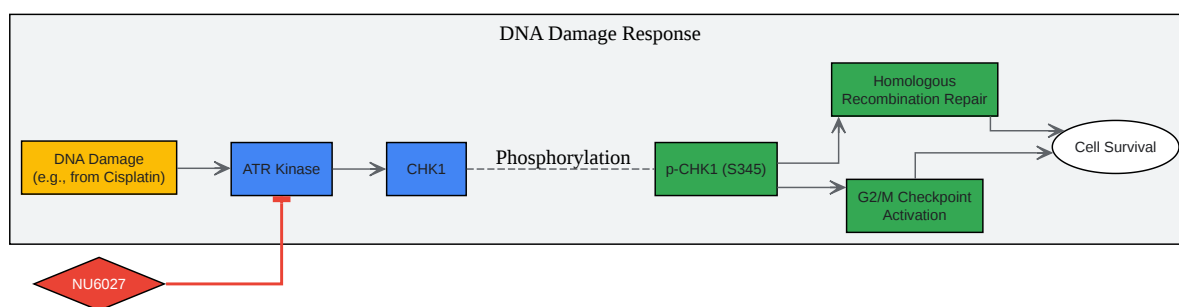 DNA Damage Response
DNA Damage
(e.g., from Cisplatin)
ATR Kinase
CHK1
Phosphorylation
p-CHK1 (S345)
Homologous
Recombination Repair
G2/M Checkpoint
Activation
Cell Survival
NU6027